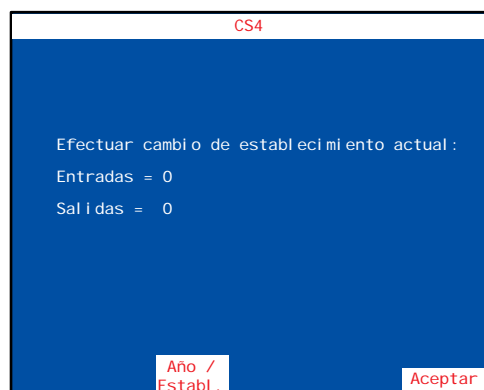 CS4
Efectuar cambio de establecimiento actual:
Entradas = 0
Salidas = 0
Año /
Establ.
Aceptar